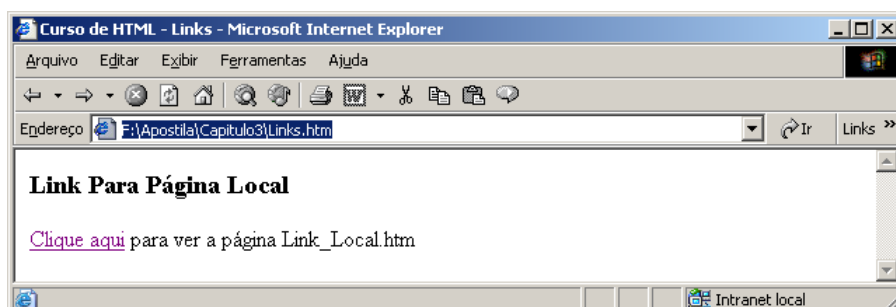 Curso de HTML - Links - Microsoft Internet Explorer
Arquivo Editar Exibir Ferramentas Ajuda
Endereço F:\Apostila\Capitulo3\Links.htm Ir Links »
Link Para Página Local
Clique aqui para ver a página Link_Local.htm
Intranet local